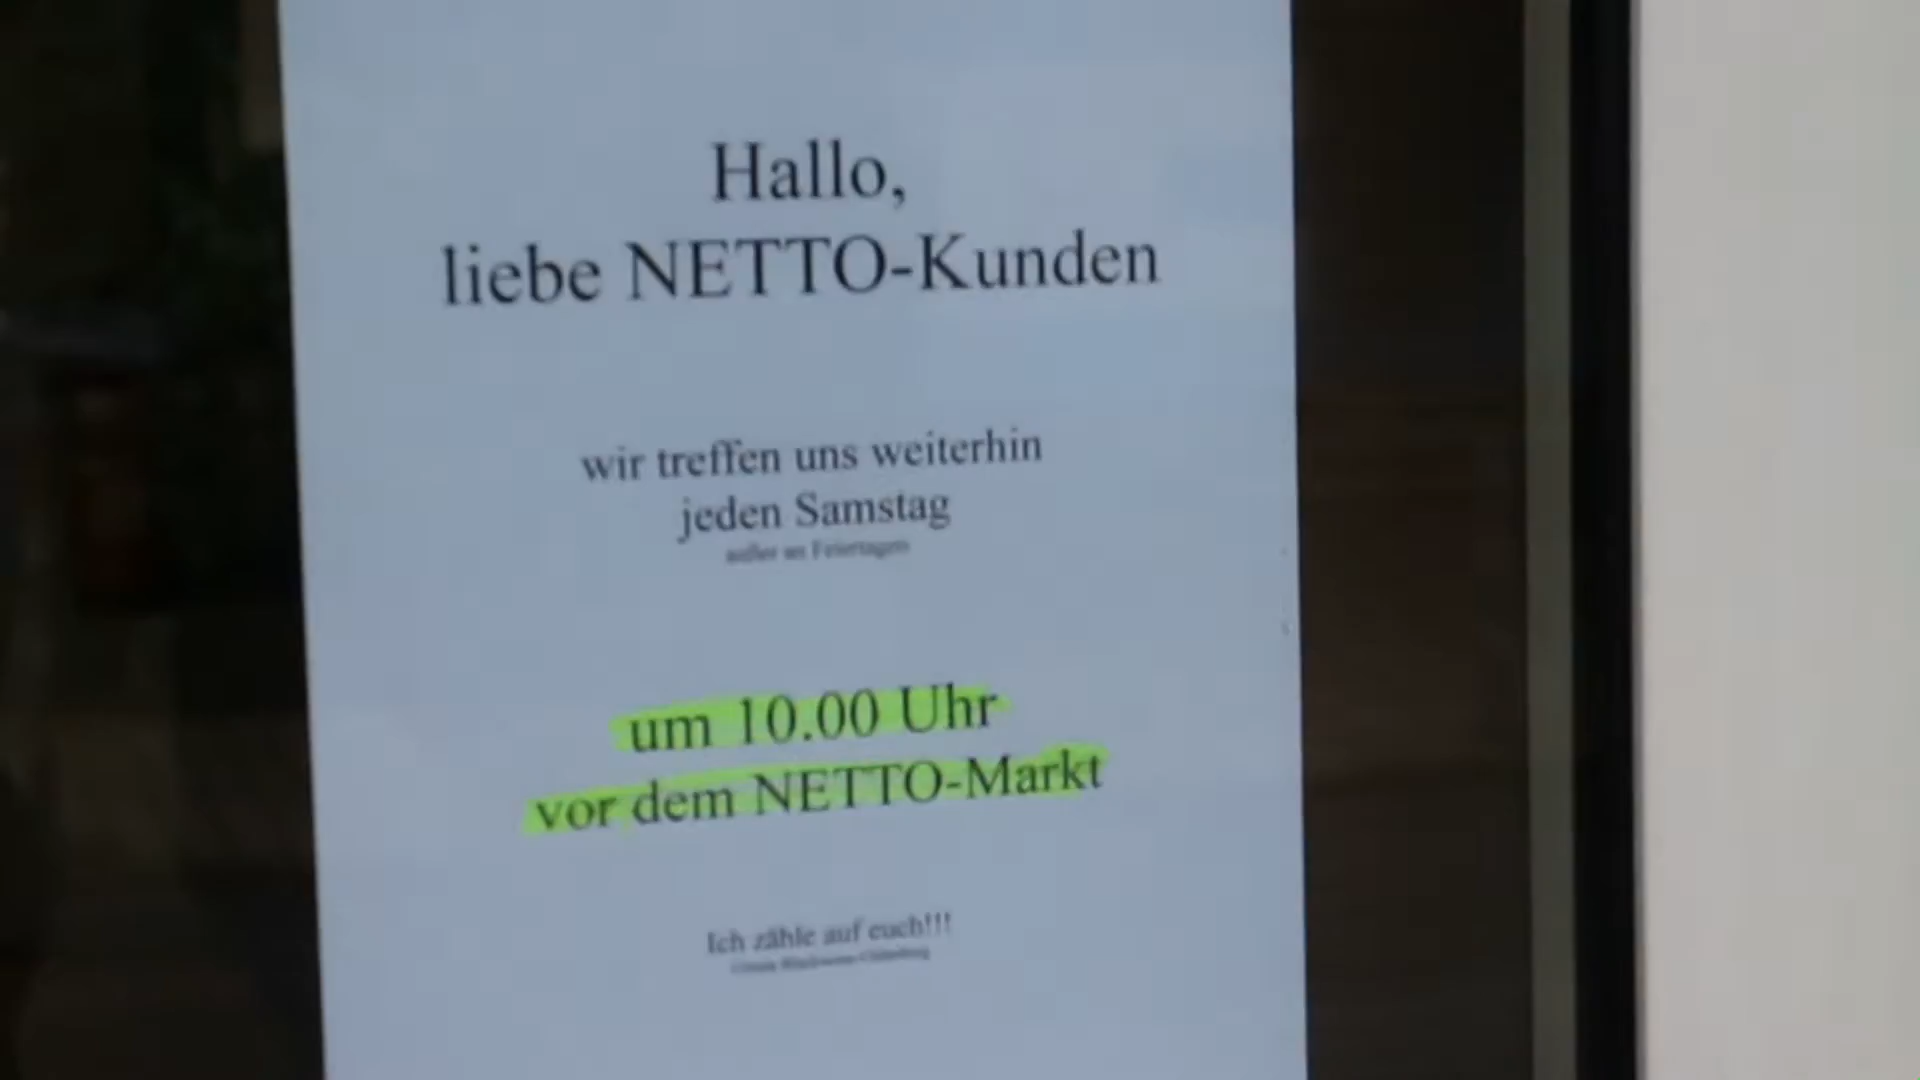 Hallo,
liebe NETTO-Kunden
wir treffen uns weiterhin
jeden Samstag
außer an Feiertagen
um 10.00 Uhr
vor dem NETTO-Markt
Ich zähle auf euch!!!